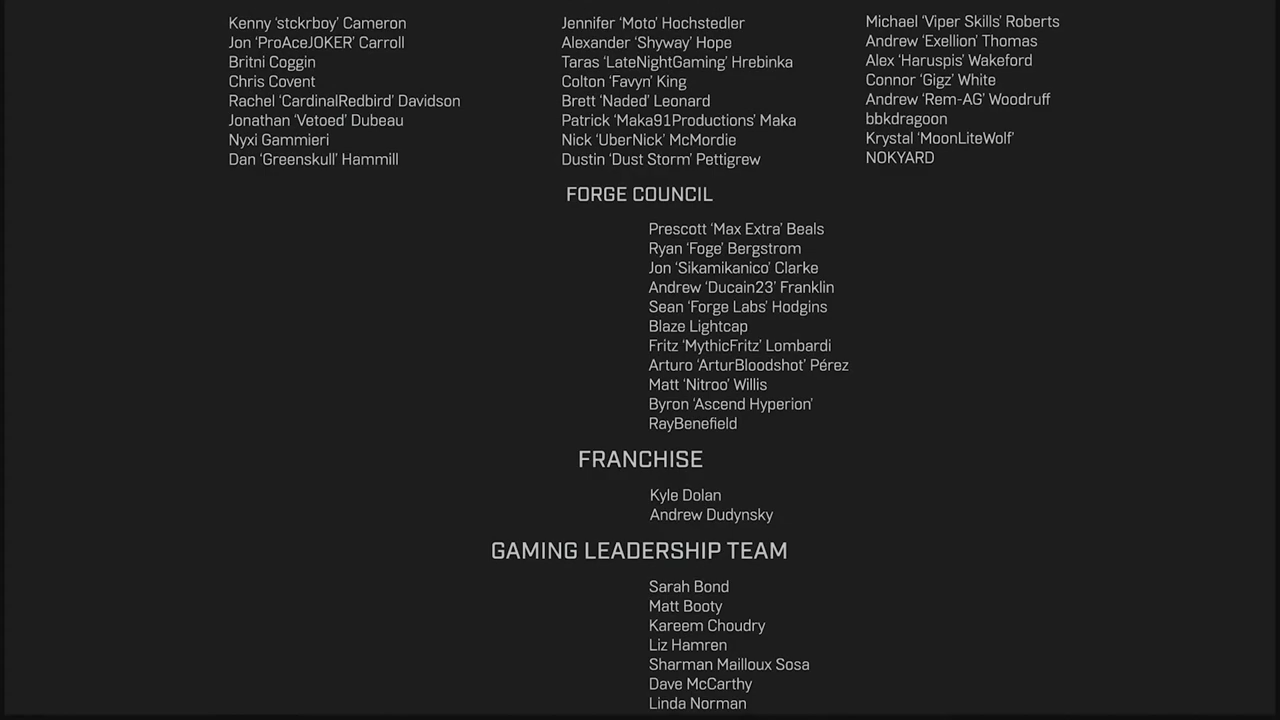 Kenny ‘stckrboy’ Cameron
Jon ‘ProAceJOKER’ Carroll
Britni Coggin
Chris Covent
Rachel ‘CardinalRedbird’ Davidson
Jonathan ‘Vetoed’ Dubeau
Nyxi Gammieri
Dan ‘Greenskull’ Hammill
Jennifer ‘Moto’ Hochstedler
Alexander ‘Shyway’ Hope
Taras ‘LateNightGaming’ Hrebinka
Colton ‘Favyn’ King
Brett ‘Naded’ Leonard
Patrick ‘Maka91Productions’ Maka
Nick ‘UberNick’ McMordie
Dustin ‘Dust Storm’ Pettigrew
Michael ‘Viper Skills’ Roberts
Andrew ‘Exellion’ Thomas
Alex ‘Haruspis’ Wakeford
Connor ‘Gigz’ White
Andrew ‘Rem-AG’ Woodruff
bbkdragoon
Krystal ‘MoonLiteWolf’
NOKYARD
FORGE COUNCIL
Prescott ‘Max Extra’ Beals
Ryan ‘Foge’ Bergstrom
Jon ‘Sikamikanico’ Clarke
Andrew ‘Ducain23’ Franklin
Sean ‘Forge Labs’ Hodgins
Blaze Lightcap
Fritz ‘MythicFritz’ Lombardi
Arturo ‘ArturBloodshot’ Pérez
Matt ‘Nitroo’ Willis
Byron ‘Ascend Hyperion’
RayBenefield
FRANCHISE
Kyle Dolan
Andrew Dudynsky
GAMING LEADERSHIP TEAM
Sarah Bond
Matt Booty
Kareem Choudry
Liz Hamren
Sharman Mailloux Sosa
Dave McCarthy
Linda Norman